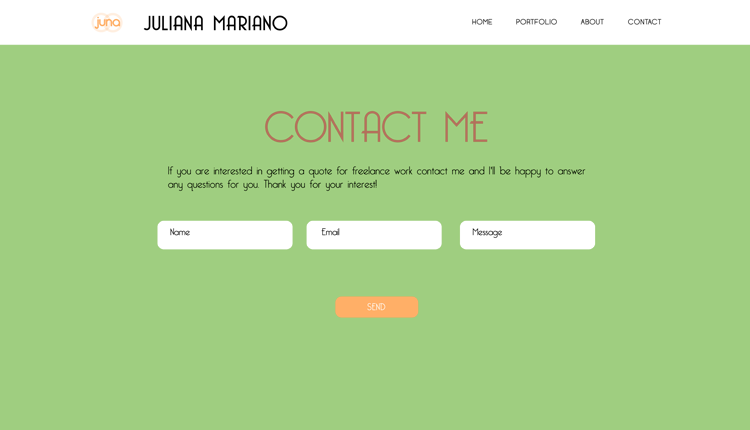 juna
JULIANA MARIANO
HOME
PORTFOLIO
ABOUT
CONTACT
CONTACT ME
If you are interested in getting a quote for freelance work contact me and I'll be happy to answer
any questions for you. Thank you for your interest!
Name
Email
Message
SEND